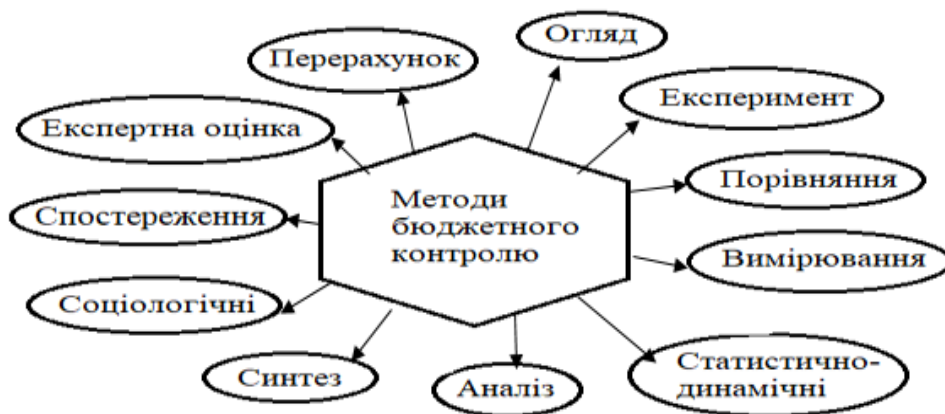 Огляд
Перерахунок
Експеримент
Експертна оцінка
Порівняння
Методи
бюджетного
контролю
Спостереження
Вимірювання
Соціологічні
Статистично-
динамічні
Синтез
Аналіз